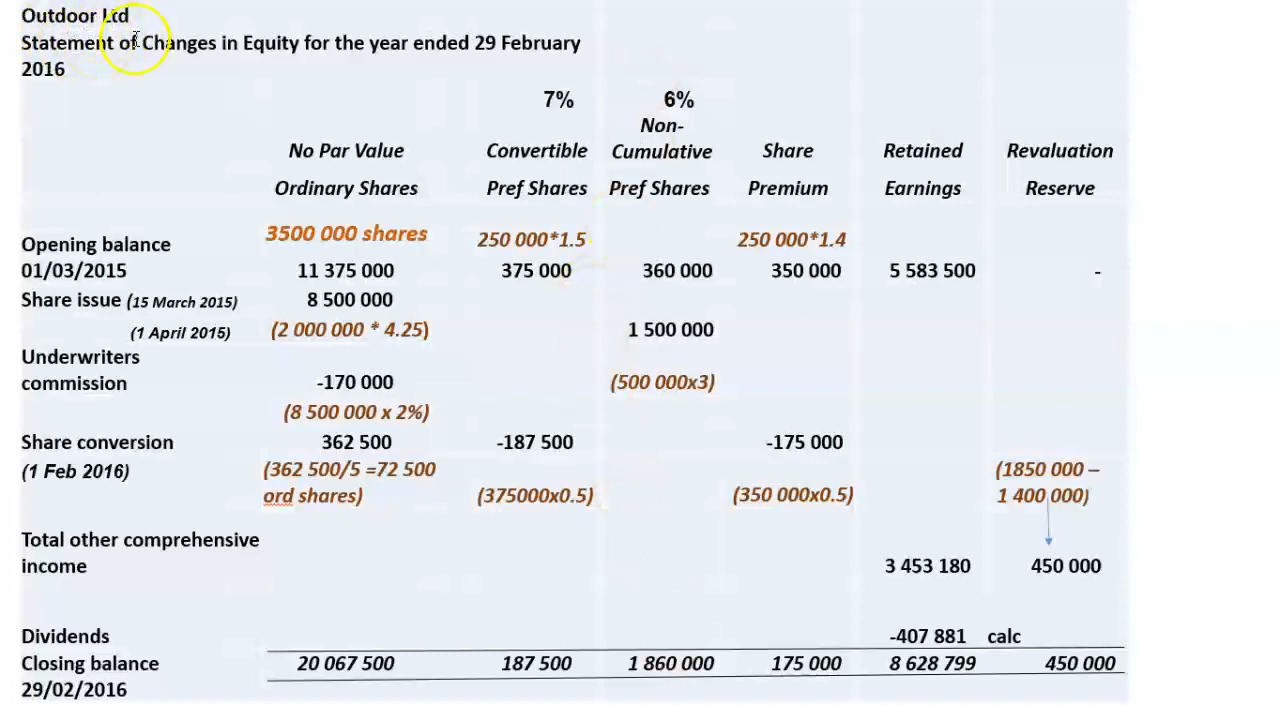 Outdoor Ltd
Statement of Changes in Equity for the year ended 29 February
2016
7% 6%
Non-
No Par Value Convertible Cumulative Share Retained Revaluation
Ordinary Shares Pref Shares Pref Shares Premium Earnings Reserve
3500 000 shares 250 000*1.5 250 000*1.4
Opening balance
01/03/2015 11 375 000 375 000 360 000 350 000 5 583 500 -
Share issue (15 March 2015) 8 500 000
(1 April 2015) (2 000 000 * 4.25) 1 500 000
Underwriters
commission -170 000 (500 000x3)
(8 500 000 x 2%)
Share conversion 362 500 -187 500 -175 000
(1 Feb 2016) (362 500/5 =72 500 (1850 000 –
ord shares) (375000x0.5) (350 000x0.5) 1 400 000)
Total other comprehensive
income 3 453 180 450 000
Dividends -407 881 calc
Closing balance 20 067 500 187 500 1 860 000 175 000 8 628 799 450 000
29/02/2016